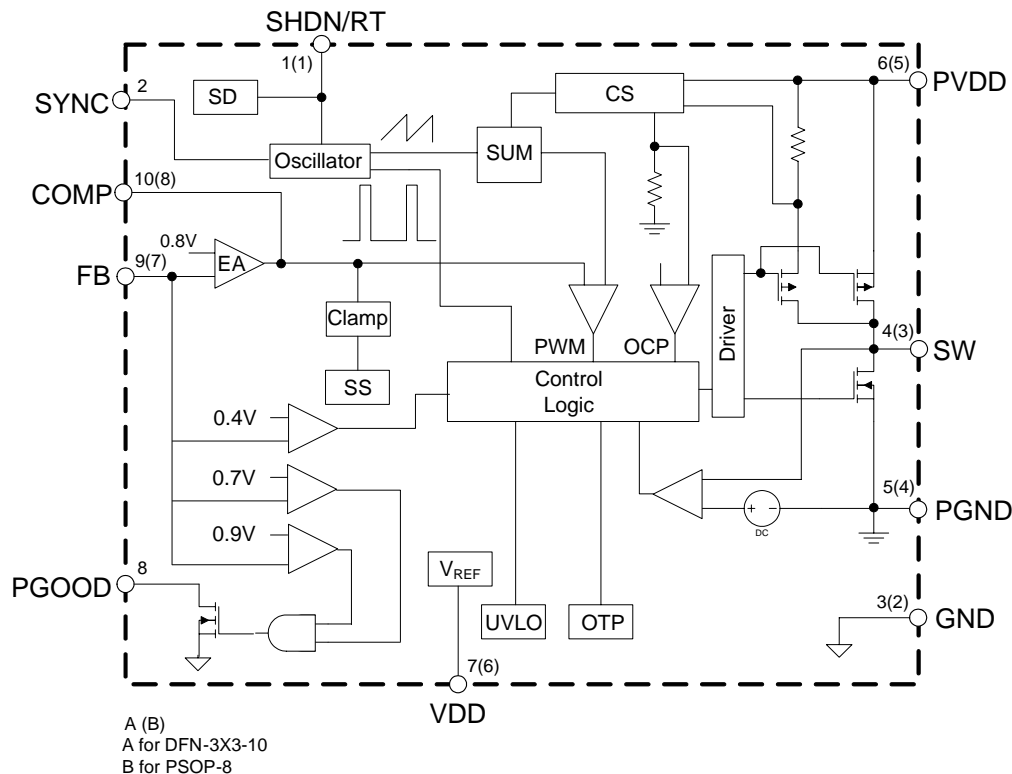 SHDN/RT
1(1)
6(5)
PVDD
2
SYNC
SD
CS
SUM
Oscillator
10(8)
COMP
0.8V
9(7)
FB
EA
Clamp
Driver
4(3)
SW
PWM
OCP
SS
Control
Logic
0.4V
0.7V
5(4)
PGND
+ -
DC
0.9V
8
PGOOD
VREF
UVLO
OTP
3(2)
GND
7(6)
VDD
A (B)
A for DFN-3X3-10
B for PSOP-8